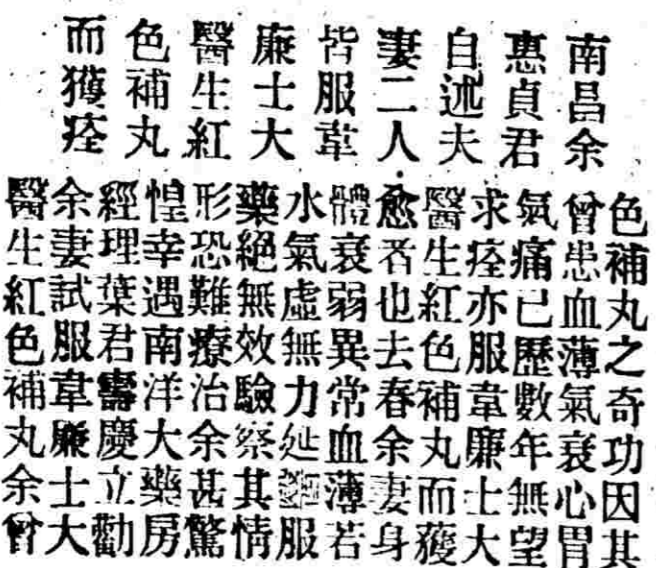 南昌余
惠貞君
自述夫
妻二人
皆服韋
廉士大
醫生紅
色補丸
而獲痊
色補丸之奇功因其
曾患血薄氣衰心胃
氣痛已歷數年無望
求痊亦服韋廉士大
醫生紅色補丸而獲
愈者也去春余妻身
體衰弱異常血薄若
水氣虛無力延服
藥絕無效驗察其情
形恐難療治余甚驚
惶幸遇南洋大藥房
經理葉君壽慶立勸
余妻試服韋廉士大
醫生紅色補丸余曾